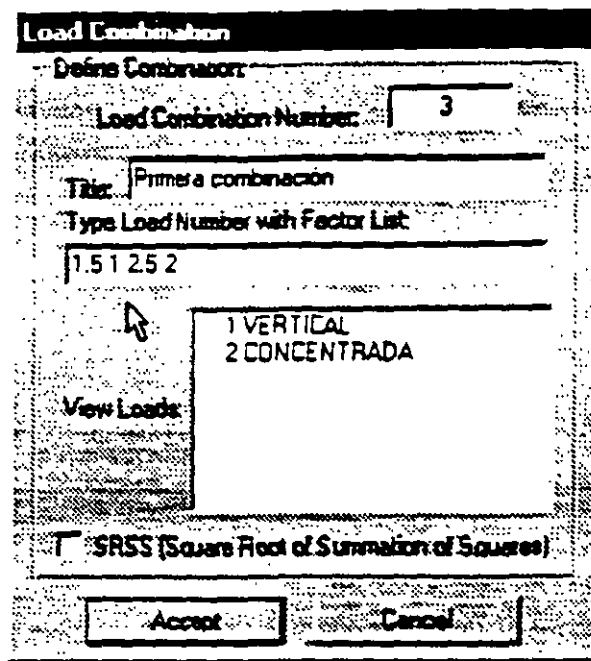 Load Combination
Define Combination:
Load Combination Number: 3
Title: Primera combinación
Type Load Number with Factor List:
1.5 1 2.5 2
1 VERTICAL
2 CONCENTRADA
View Loads:
SRSS (Square Root of Summation of Squares)
Accept Cancel